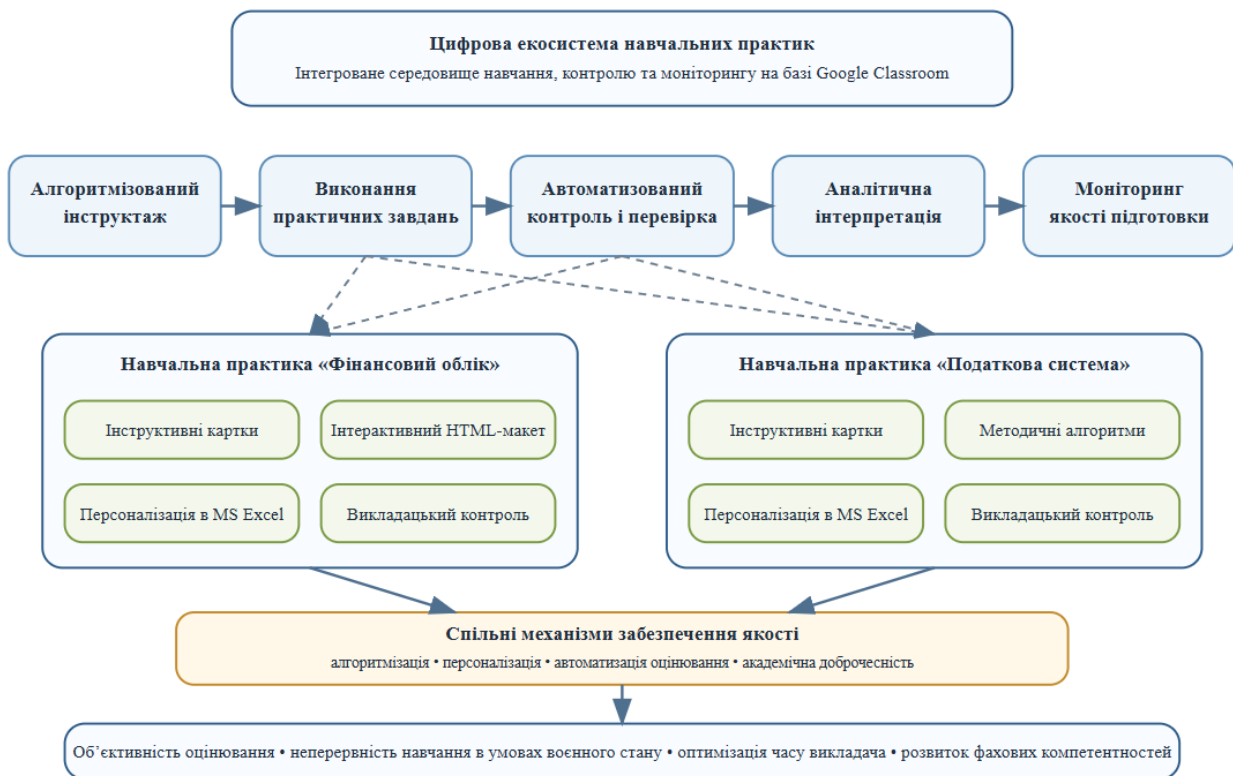 Цифрова екосистема навчальних практик
Інтегроване середовище навчання, контролю та моніторингу на базі Google Classroom
Алгоритмізований
інструктаж
Виконання
практичних завдань
Автоматизований
контроль і перевірка
Аналітична
інтерпретація
Моніторинг
якості підготовки
Навчальна практика «Фінансовий облік»
Інструктивні картки
Інтерактивний HTML-макет
Персоналізація в MS Excel
Викладацький контроль
Навчальна практика «Податкова система»
Інструктивні картки
Методичні алгоритми
Персоналізація в MS Excel
Викладацький контроль
Спільні механізми забезпечення якості
алгоритмізація • персоналізація • автоматизація оцінювання • академічна доброчесність
Об’єктивність оцінювання • неперервність навчання в умовах воєнного стану • оптимізація часу викладача • розвиток фахових компетентностей